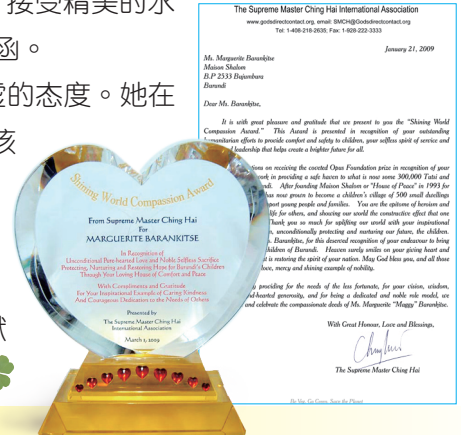 接受精美的水
函。
的态度。她在
The Supreme Master Ching Hai International Association
www.godsdirectcontact.org, email: SMCH@Godsdirectcontact.org
Tel: 1-408-218-2635; Fax: 1-928-222-3333
January 21, 2009
Ms. Marguerite Barankitse
Maison Shalom
B.P 2533 Bujumbura
Burundi
Dear Ms. Barankitse,
It is with great pleasure and gratitude that we present to you the “Shining World
Compassion Award.” This Award is presented in recognition of your outstanding
humanitarian efforts to provide comfort and safety to children, your selfless spirit of service and
leadership that helps create a brighter future for all.
on receiving the coveted Opus Foundation prize in recognition of your
work in providing a safe haven to what is now some 300,000 Tutsi and
After founding Maison Shalom or "House of Peace" in 1993 for
has now grown to become a children's village of 500 small dwellings
support young people and families. You are the epitome of heroism and
life for others, and showing our world the constructive effect that one
Thank you so much for uplifting our world with your inspirational
unconditionally protecting and nurturing our future, the children.
Barankitse, for this deserved recognition of your endeavour to bring
children of Burundi. Heaven surely smiles on your giving heart and
is restoring the spirit of your nation. May God bless you, and all those
love, mercy and shining example of nobility.
providing for the needs of the less fortunate, for your vision, wisdom,
generosity, and for being a dedicated and noble role model, we
and celebrate the compassionate deeds of Ms. Marguerite “Maggy” Barankitse.
With Great Honour, Love and Blessings,
The Supreme Master Ching Hai
Be Veg, Go Green, Save the Planet
Shining World Compassion Award
From Supreme Master Ching Hai
For
MARGUERITE BARANKITSE
In Recognition of
Unconditional Pure-hearted Love and Noble Selfless Sacrifice
Protecting, Nurturing and Restoring Hope for Burundi's Children
Through Your Loving House of Comfort and Peace
With Compliments and Gratitude
For Your Inspirational Example of Caring Kindness
And Courageous Dedication to the Needs of Others
Presented by
The Supreme Master Ching Hai
International Association
March 1, 2009